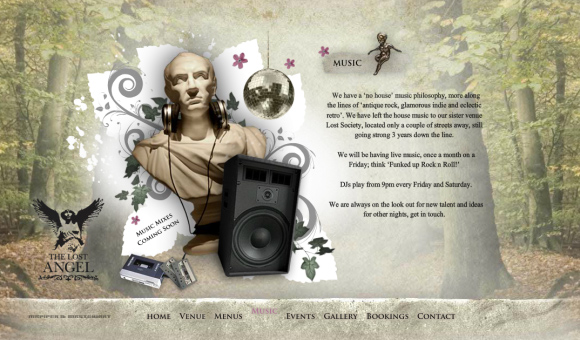 MUSIC
We have a 'no house' music philosophy, more along
the lines of 'antique rock, glamorous indie and eclectic
retro'. We have left the house music to our sister venue
Lost Society, located only a couple of streets away, still
going strong 3 years down the line.
We will be having live music, once a month on a
Friday; think 'Funked up Rock n Roll!'
DJs play from 9pm every Friday and Saturday.
We are always on the look out for new talent and ideas
for other nights, get in touch.
Music Mixes
Coming Soon
THE LOST
ANGEL
HOME Venue Menus Music Events Gallery Bookings Contact